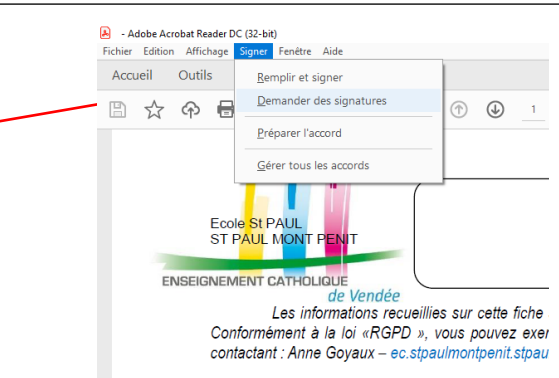 - Adobe Acrobat Reader DC (32-bit)
Fichier Edition Affichage Signer Fenêtre Aide
Accueil Outils
Remplir et signer
Demander des signatures
1
Préparer l'accord
Gérer tous les accords
Ecole St PAUL
ST PAUL MONT PENIT
ENSEIGNEMENT CATHOLIQUE
de Vendée
Les informations recueillies sur cette fiche
Conformément à la loi «RGPD », vous pouvez exer
contactant : Anne Goyaux – ec.stpaulmontpenit.stpau